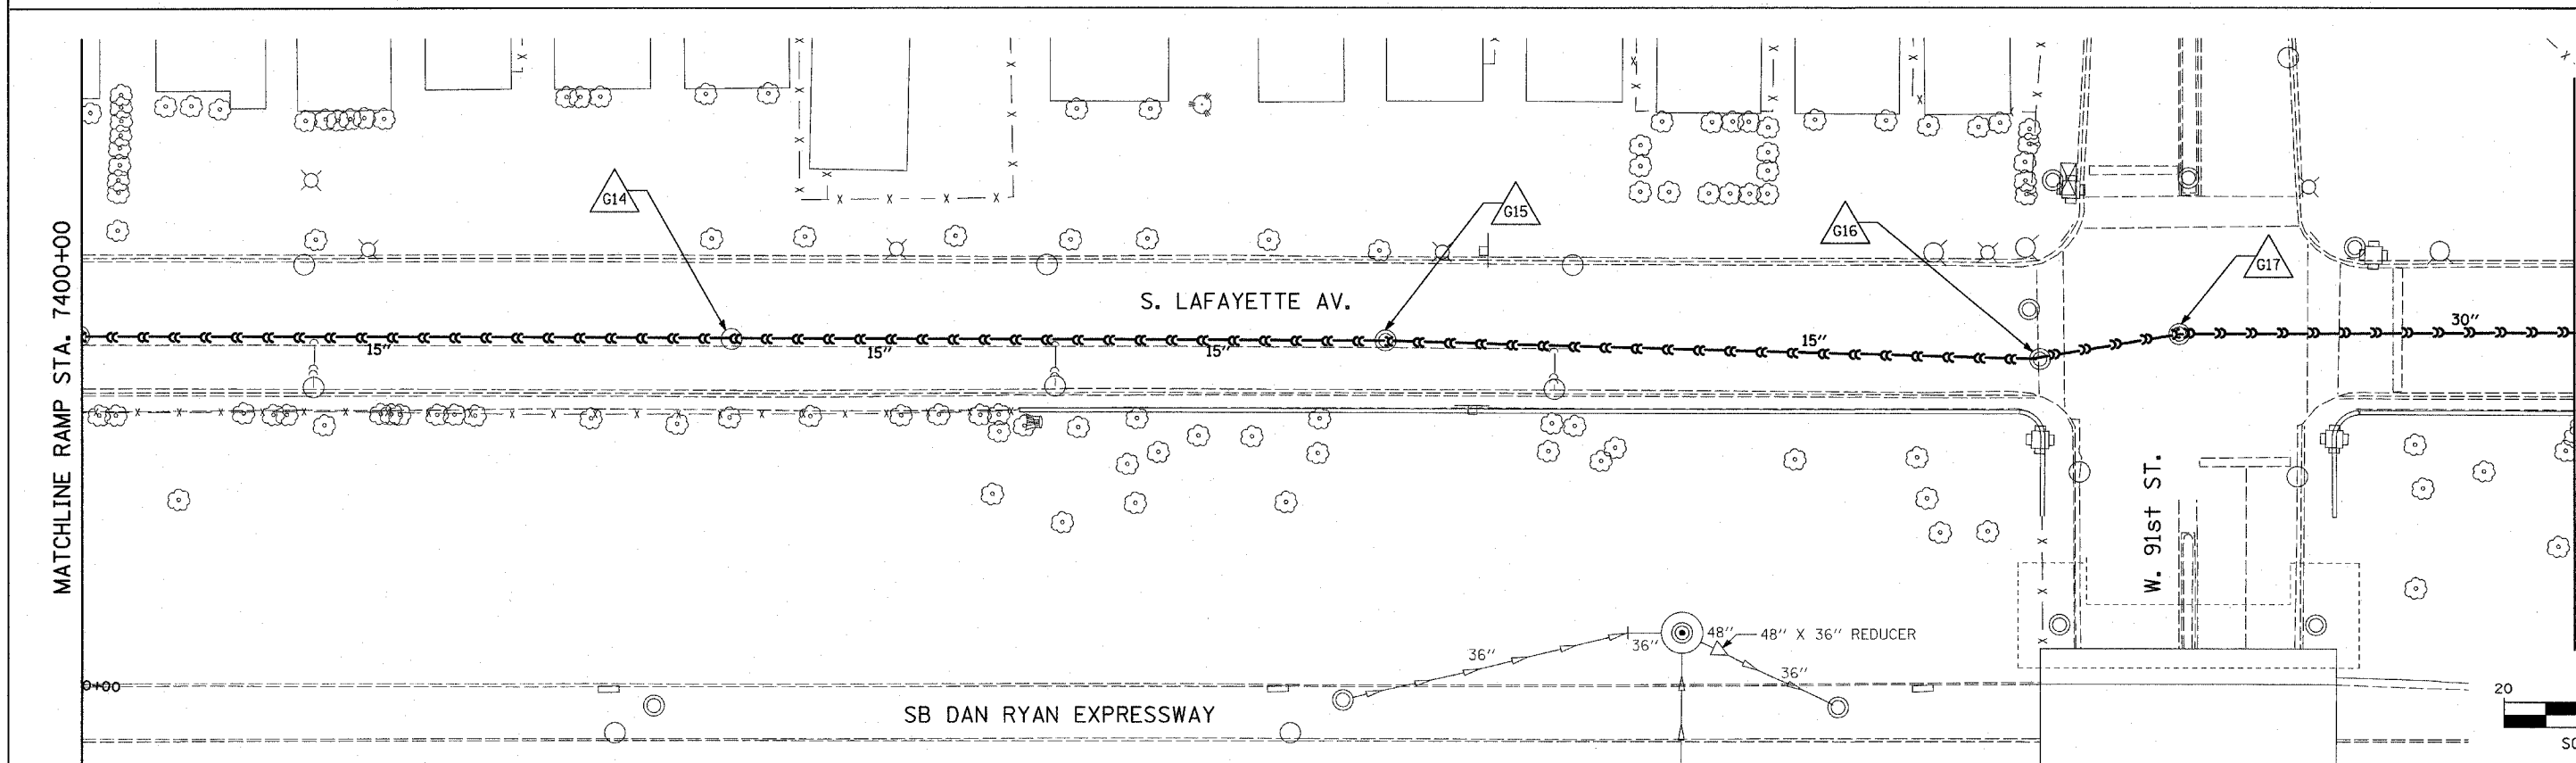 MATCHLINE RAMP STA. 7400+00
G14
G15
G16
G17
S. LAFAYETTE AV.
15"
15"
15"
15"
30"
W. 91st ST.
36"
36"
48"
48" X 36" REDUCER
36"
0+00
SB DAN RYAN EXPRESSWAY
20